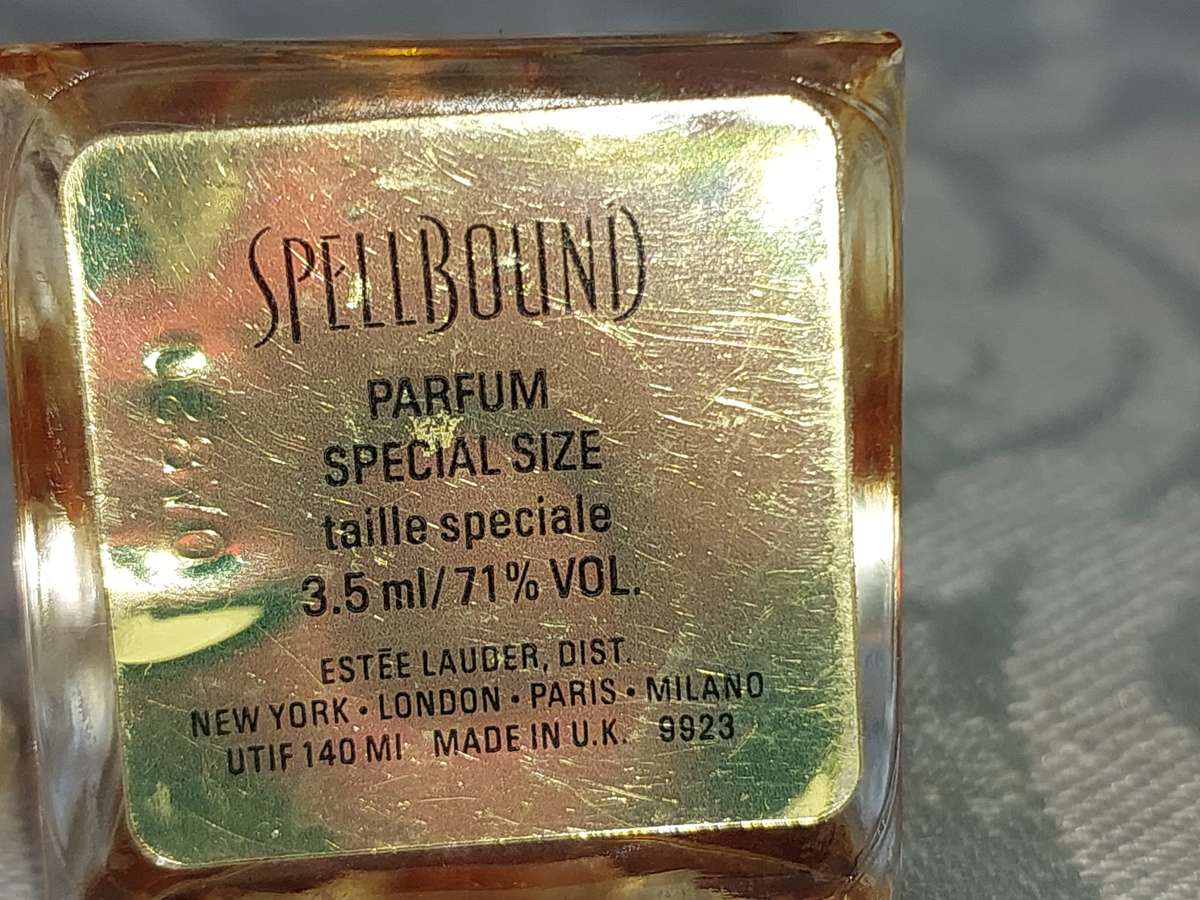 SPELLBOUND
PARFUM
SPECIAL SIZE
taille speciale
3.5 ml/71% VOL.
ESTĒE LAUDER, DIST.
NEW YORK • LONDON • PARIS • MILANO
UTIF 140 MI MADE IN U.K. 9923